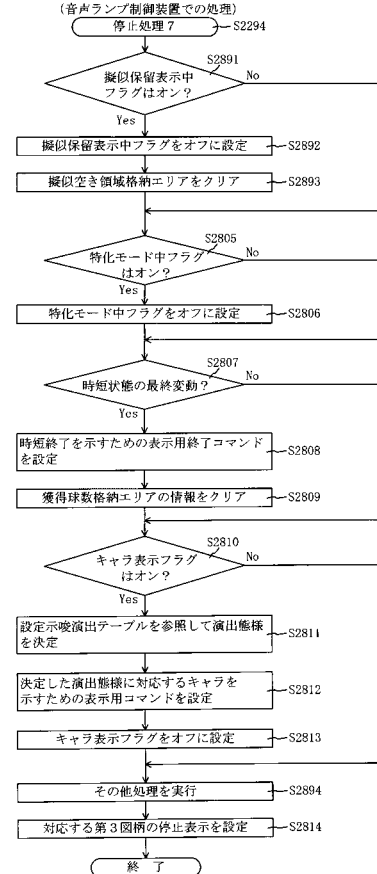 (音声ランプ制御装置での処理)
停止処理7
S2294
S2891
擬似保留表示中
フラグはオン?
No
Yes
擬似保留表示中フラグをオフに設定
S2892
擬似空き領域格納エリアをクリア
S2893
S2805
特化モード中フラグ
はオン?
No
Yes
特化モード中フラグをオフに設定
S2806
S2807
時短状態の最終変動?
No
Yes
時短終了を示すための表示用終了コマンド
を設定
S2808
獲得球数格納エリアの情報をクリア
S2809
S2810
キャラ表示フラグ
はオン?
No
Yes
設定示唆演出テーブルを参照して演出態様
を決定
S2811
決定した演出態様に対応するキャラを
示すための表示用コマンドを設定
S2812
キャラ表示フラグをオフに設定
S2813
その他処理を実行
S2894
対応する第3図柄の停止表示を設定
S2814
終 了